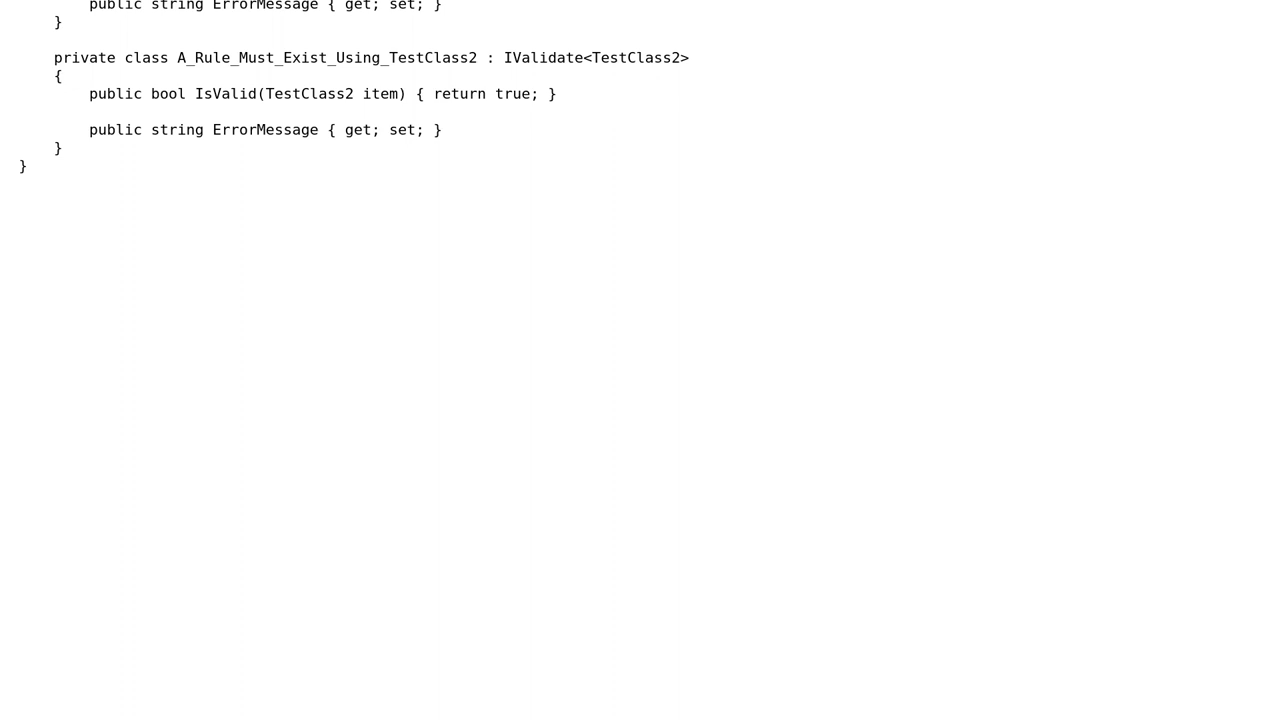 public string ErrorMessage { get; set; }
    }

    private class A_Rule_Must_Exist_Using_TestClass2 : IValidate<TestClass2>
    {
        public bool IsValid(TestClass2 item) { return true; }

        public string ErrorMessage { get; set; }
    }
}